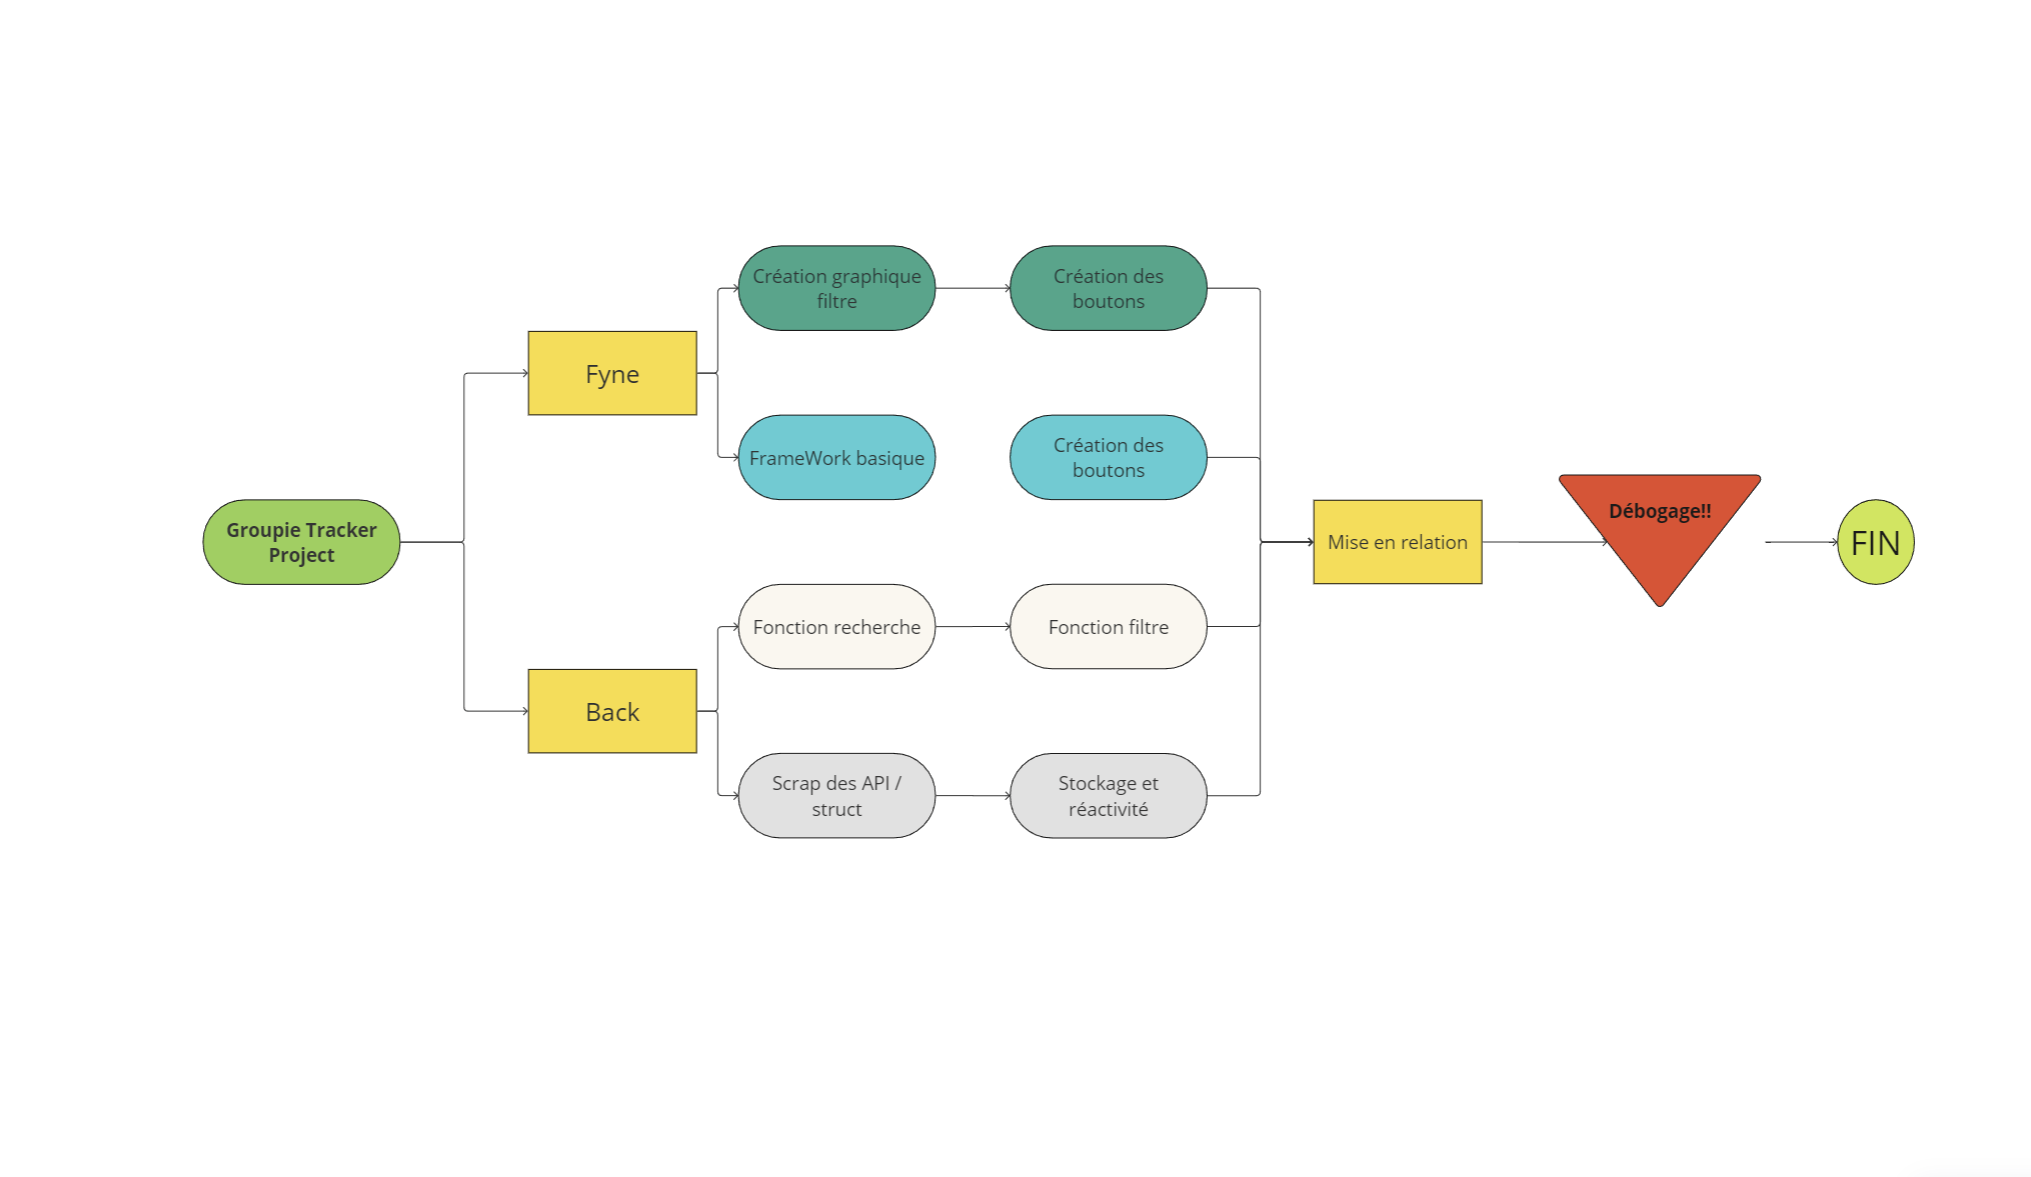 Groupie Tracker
Project
Fyne
Back
Création graphique
filtre
Création des
boutons
FrameWork basique
Création des
boutons
Fonction recherche
Fonction filtre
Scrap des API /
struct
Stockage et
réactivité
Mise en relation
Débogage!!
FIN